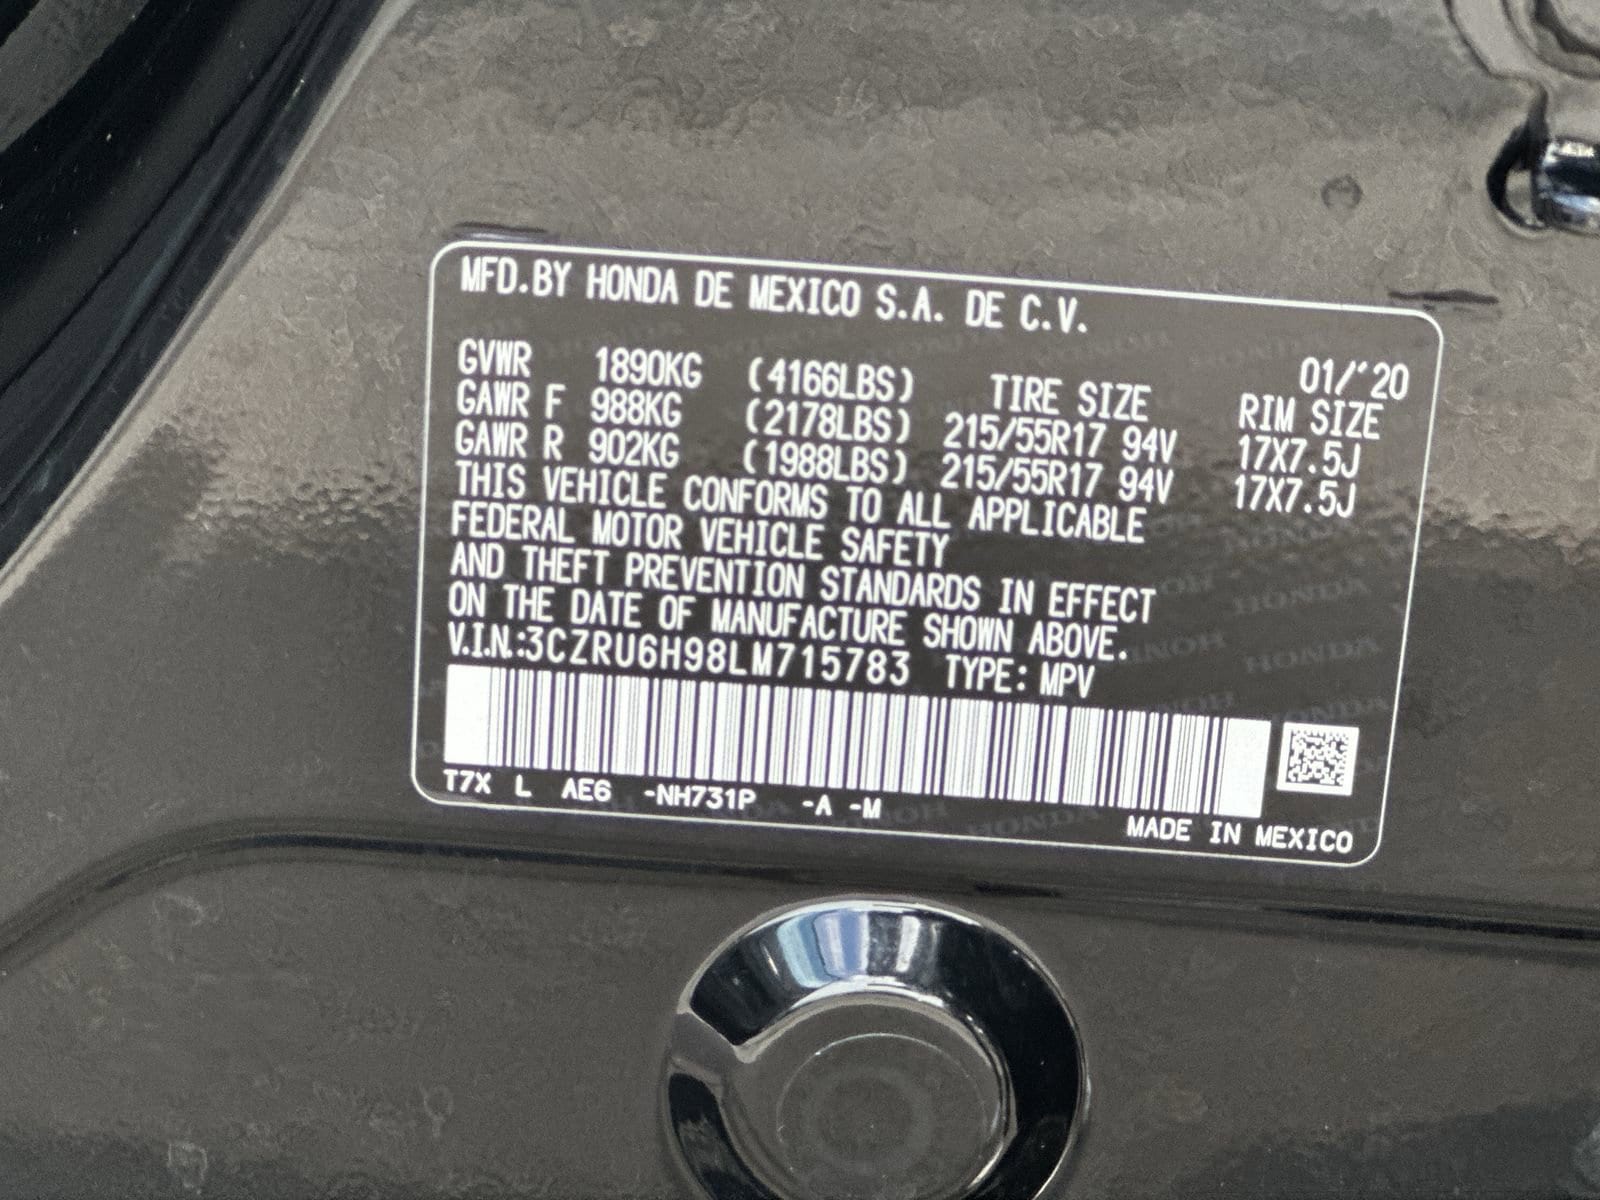 MFD.BY HONDA DE MEXICO S.A. DE C.V.
01/'20
GVWR 1890KG (4166LBS) TIRE SIZE RIM SIZE
GAWR F 988KG (2178LBS) 215/55R17 94V 17X7.5J
GAWR R 902KG (1988LBS) 215/55R17 94V 17X7.5J
THIS VEHICLE CONFORMS TO ALL APPLICABLE
FEDERAL MOTOR VEHICLE SAFETY
AND THEFT PREVENTION STANDARDS IN EFFECT
ON THE DATE OF MANUFACTURE SHOWN ABOVE.
V.I.N.:3CZRU6H98LM715783 TYPE: MPV
T7X L AE6 -NH731P -A -M
MADE IN MEXICO